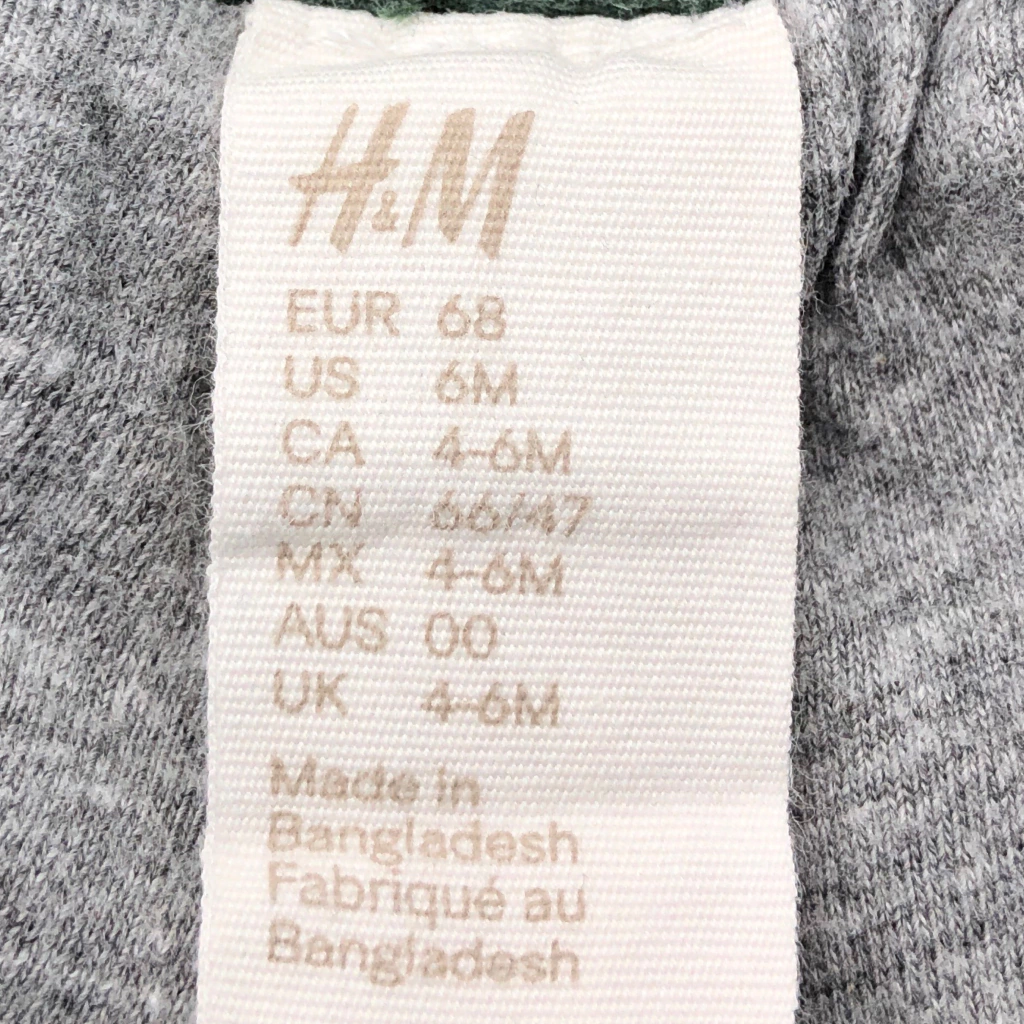 H&M
EUR 68
US 6M
CA 4-6M
CN 66/47
MX 4-6M
AUS 00
UK 4-6M
Made in
Bangladesh
Fabriqué au
Bangladesh